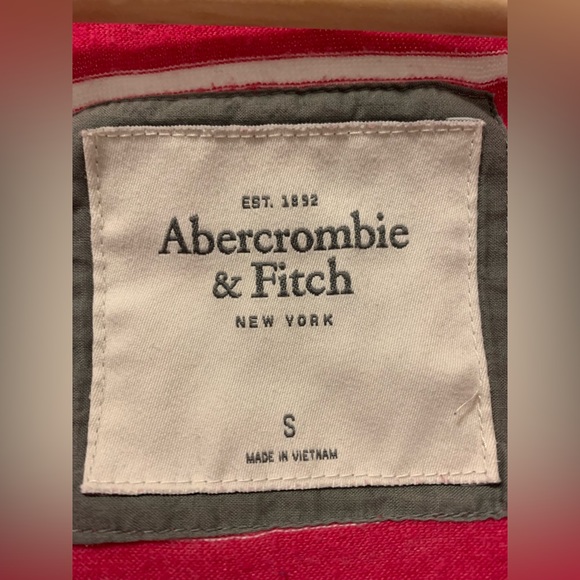 EST. 1892
Abercrombie
& Fitch
NEW YORK
S
MADE IN VIETNAM